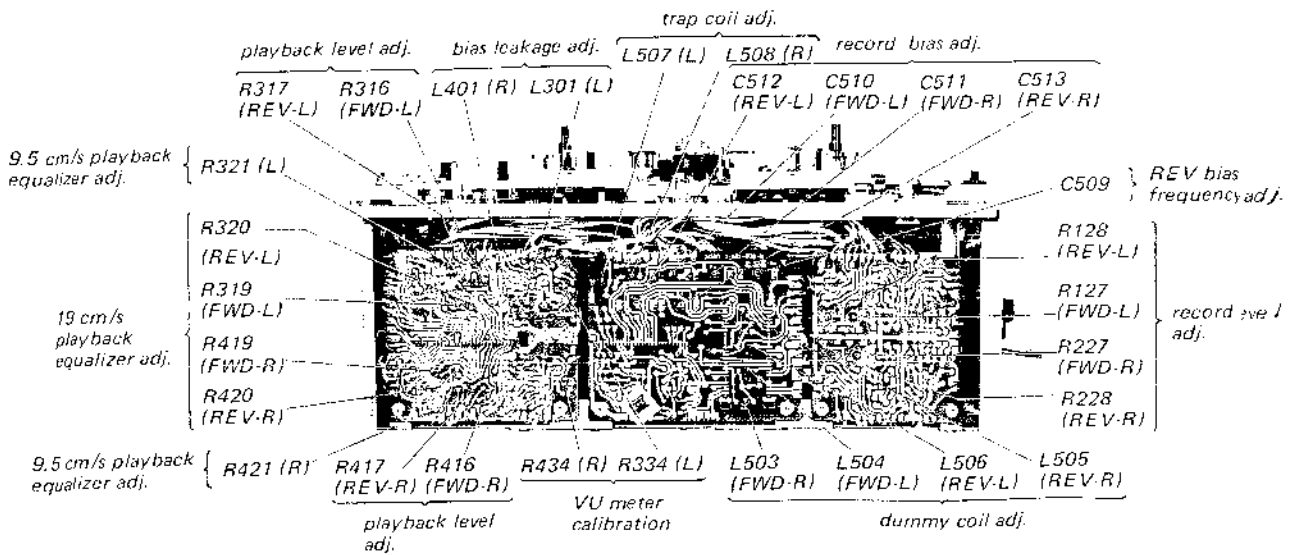 trap coil adj.
playback level adj.
bias leakage adj.
L507 (L) L508 (R)
record bias adj.
R317
(REV-L)
R316
(FWD-L)
L401 (R) L301 (L)
C512
(REV-L)
C510
(FWD-L)
C511
(FWD-R)
C513
(REV-R)
9.5 cm/s playback
equalizer adj.
R321 (L)
C509
REV bias
frequency adj.
R320
(REV-L)
R319
(FWD-L)
19 cm/s
playback
equalizer adj.
R419
(FWD-R)
R420
(REV-R)
R128
(REV-L)
R127
(FWD-L)
record
adj.
R227
(FWD-R)
R228
(REV-R)
9.5 cm/s playback
equalizer adj.
R421 (R)
R417
(REV-R)
R416
(FWD-R)
playback level
adj.
R434 (R) R334 (L)
VU meter
calibration
L503
(FWD-R)
L504
(FWD-L)
L506
(REV-L)
L505
(REV-R)
dummy coil adj.